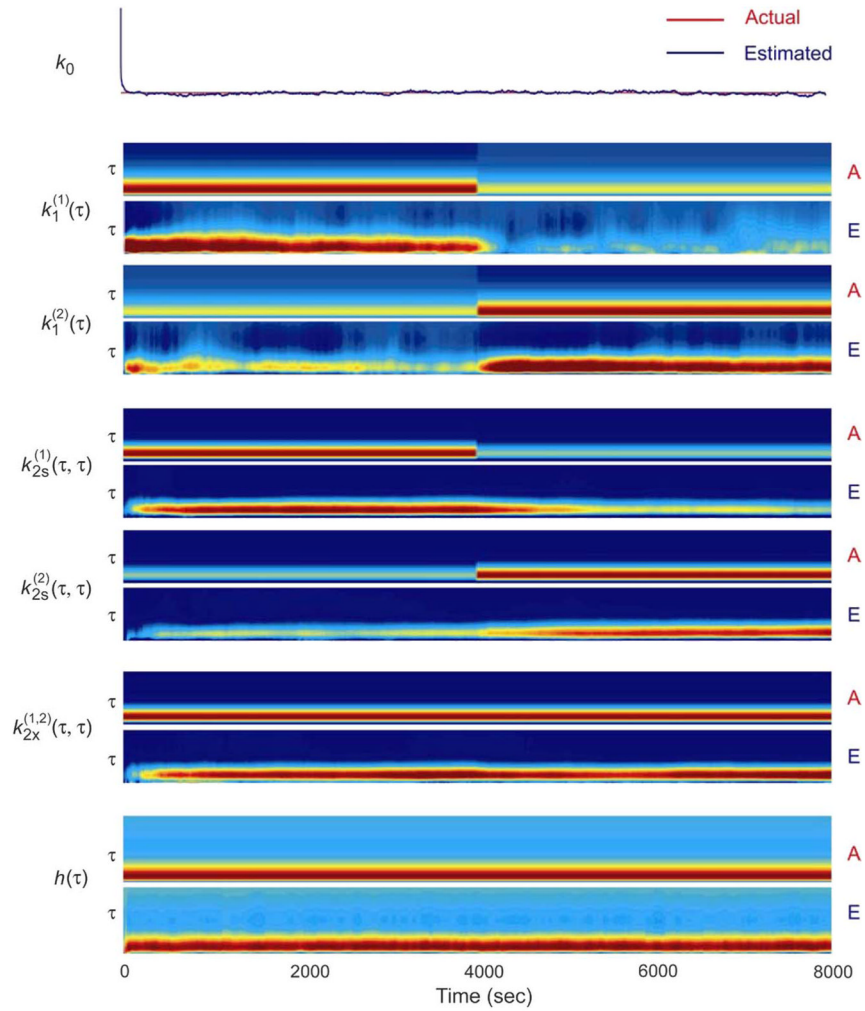 Actual
k₀
Estimated
τ A
k₁⁽¹⁾(τ)
τ E
τ A
k₁⁽²⁾(τ)
τ E
τ A
k₂ₛ⁽¹⁾(τ, τ)
τ E
τ A
k₂ₛ⁽²⁾(τ, τ)
τ E
τ A
k₂ₓ⁽¹,²⁾(τ, τ)
τ E
τ A
h(τ)
τ E
0 2000 4000 6000 8000
Time (sec)